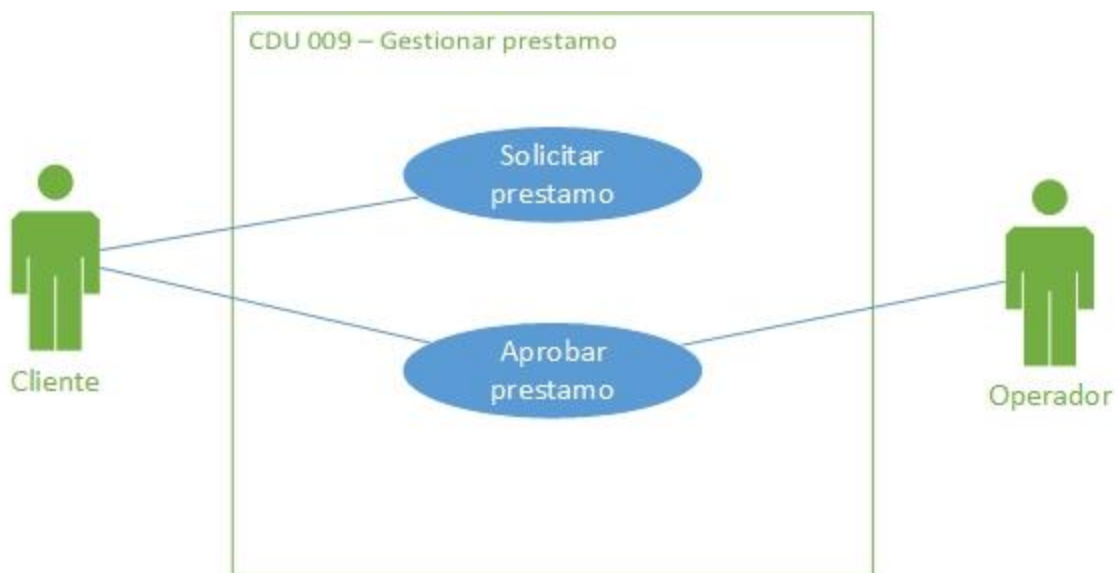 CDU 009 – Gestionar prestamo
Solicitar
prestamo
Aprobar
prestamo
Cliente
Operador